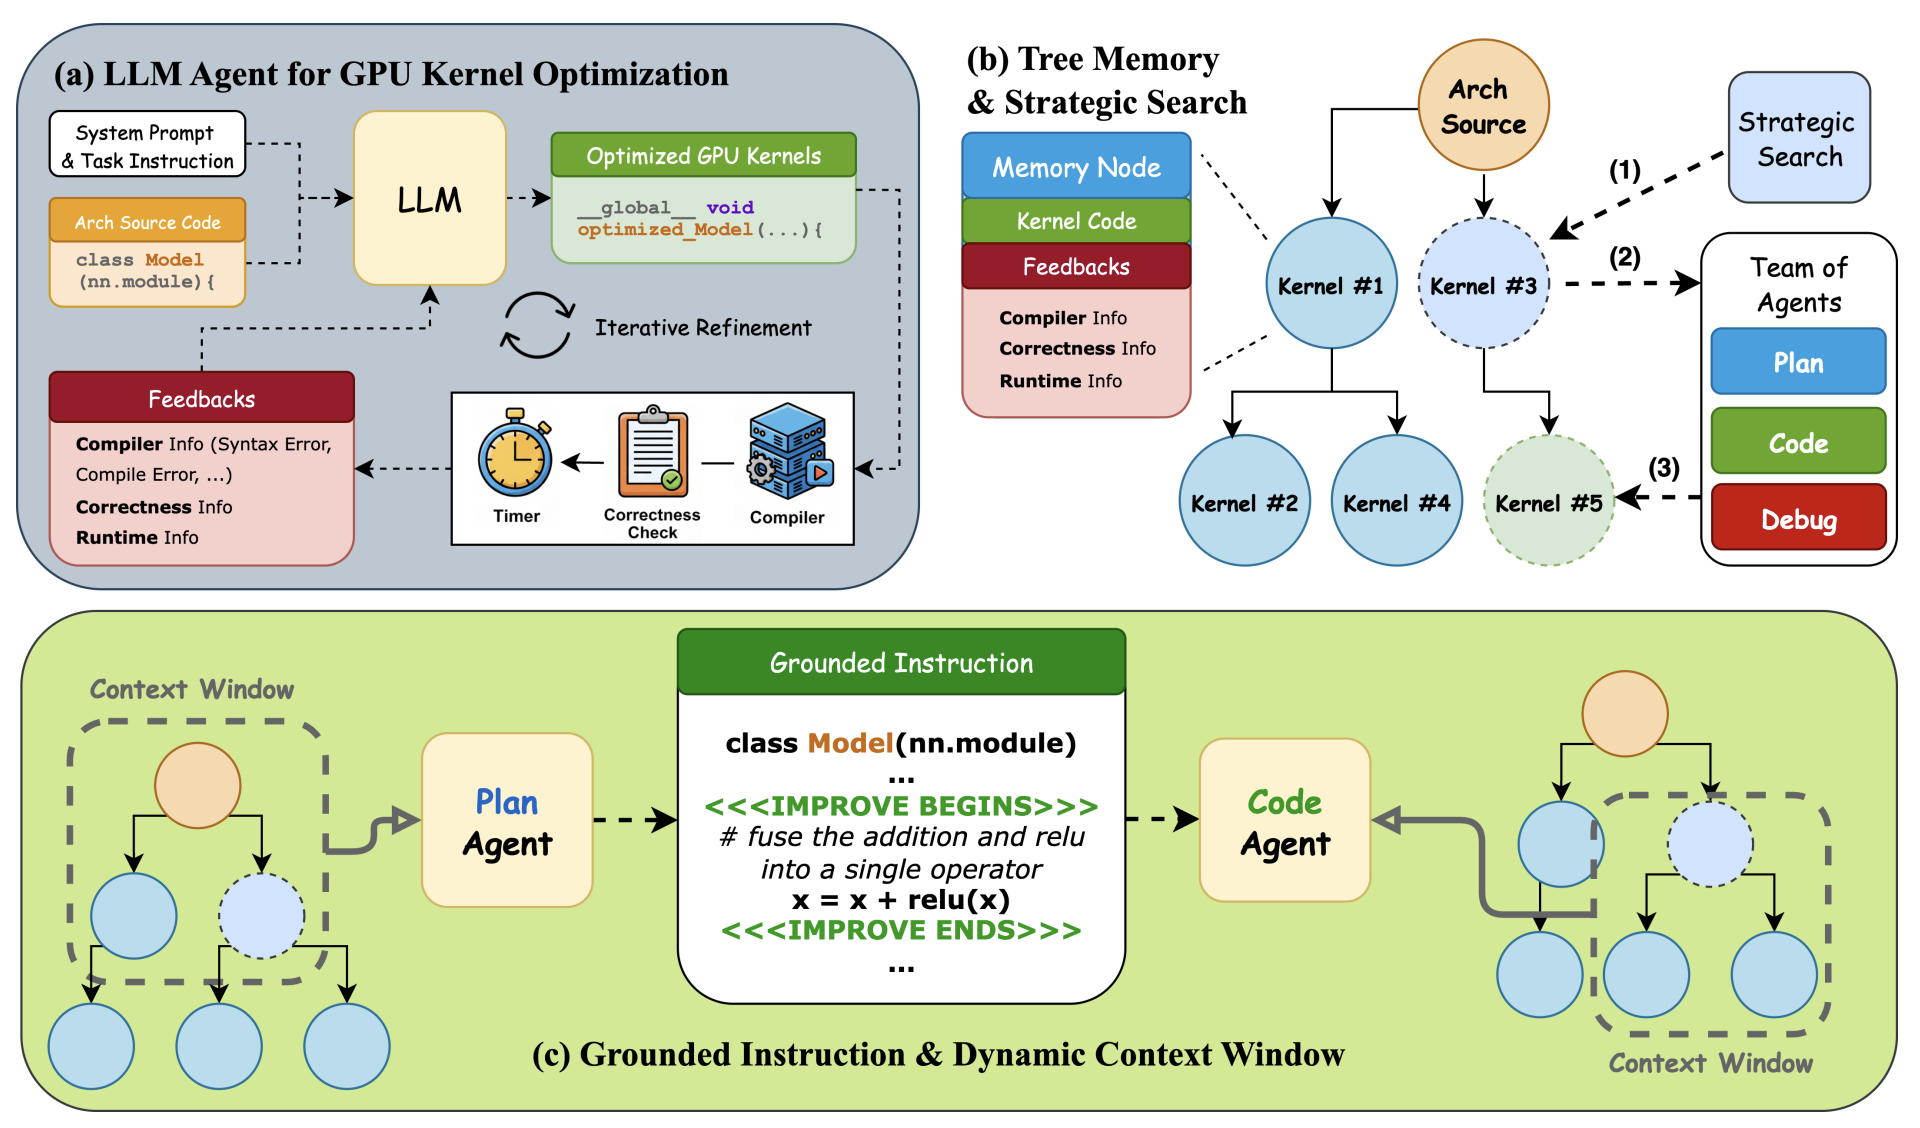 (a) LLM Agent for GPU Kernel Optimization
System Prompt
& Task Instruction
Arch Source Code
class Model
(nn.module){
LLM
Optimized GPU Kernels
__global__ void
optimized_Model(...){
Iterative Refinement
Feedbacks
Compiler Info (Syntax Error,
Compile Error, ...)
Correctness Info
Runtime Info
Timer
Correctness
Check
Compiler
(b) Tree Memory
& Strategic Search
Memory Node
Kernel Code
Feedbacks
Compiler Info
Correctness Info
Runtime Info
Arch
Source
Kernel #1
Kernel #3
Kernel #2
Kernel #4
Kernel #5
Strategic
Search
(1)
(2)
(3)
Team of
Agents
Plan
Code
Debug
Context Window
Plan
Agent
Grounded Instruction
class Model(nn.module)
...
<<<IMPROVE BEGINS>>>
# fuse the addition and relu
into a single operator
x = x + relu(x)
<<<IMPROVE ENDS>>>
...
Code
Agent
Context Window
(c) Grounded Instruction & Dynamic Context Window